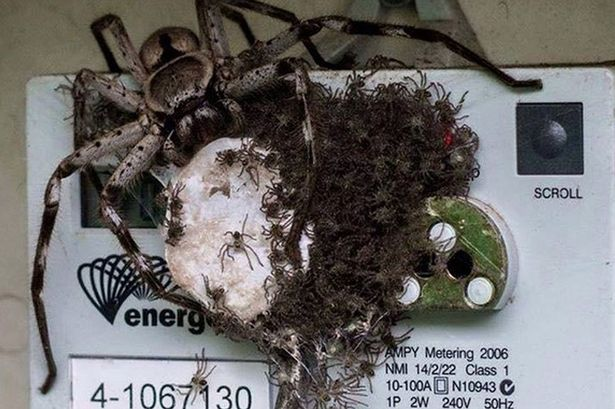 SCROLL
energ
AMPY Metering 2006
NMI 14/2/22 Class 1
10-100A N10943
4-1067130
1P 2W 240V 50Hz